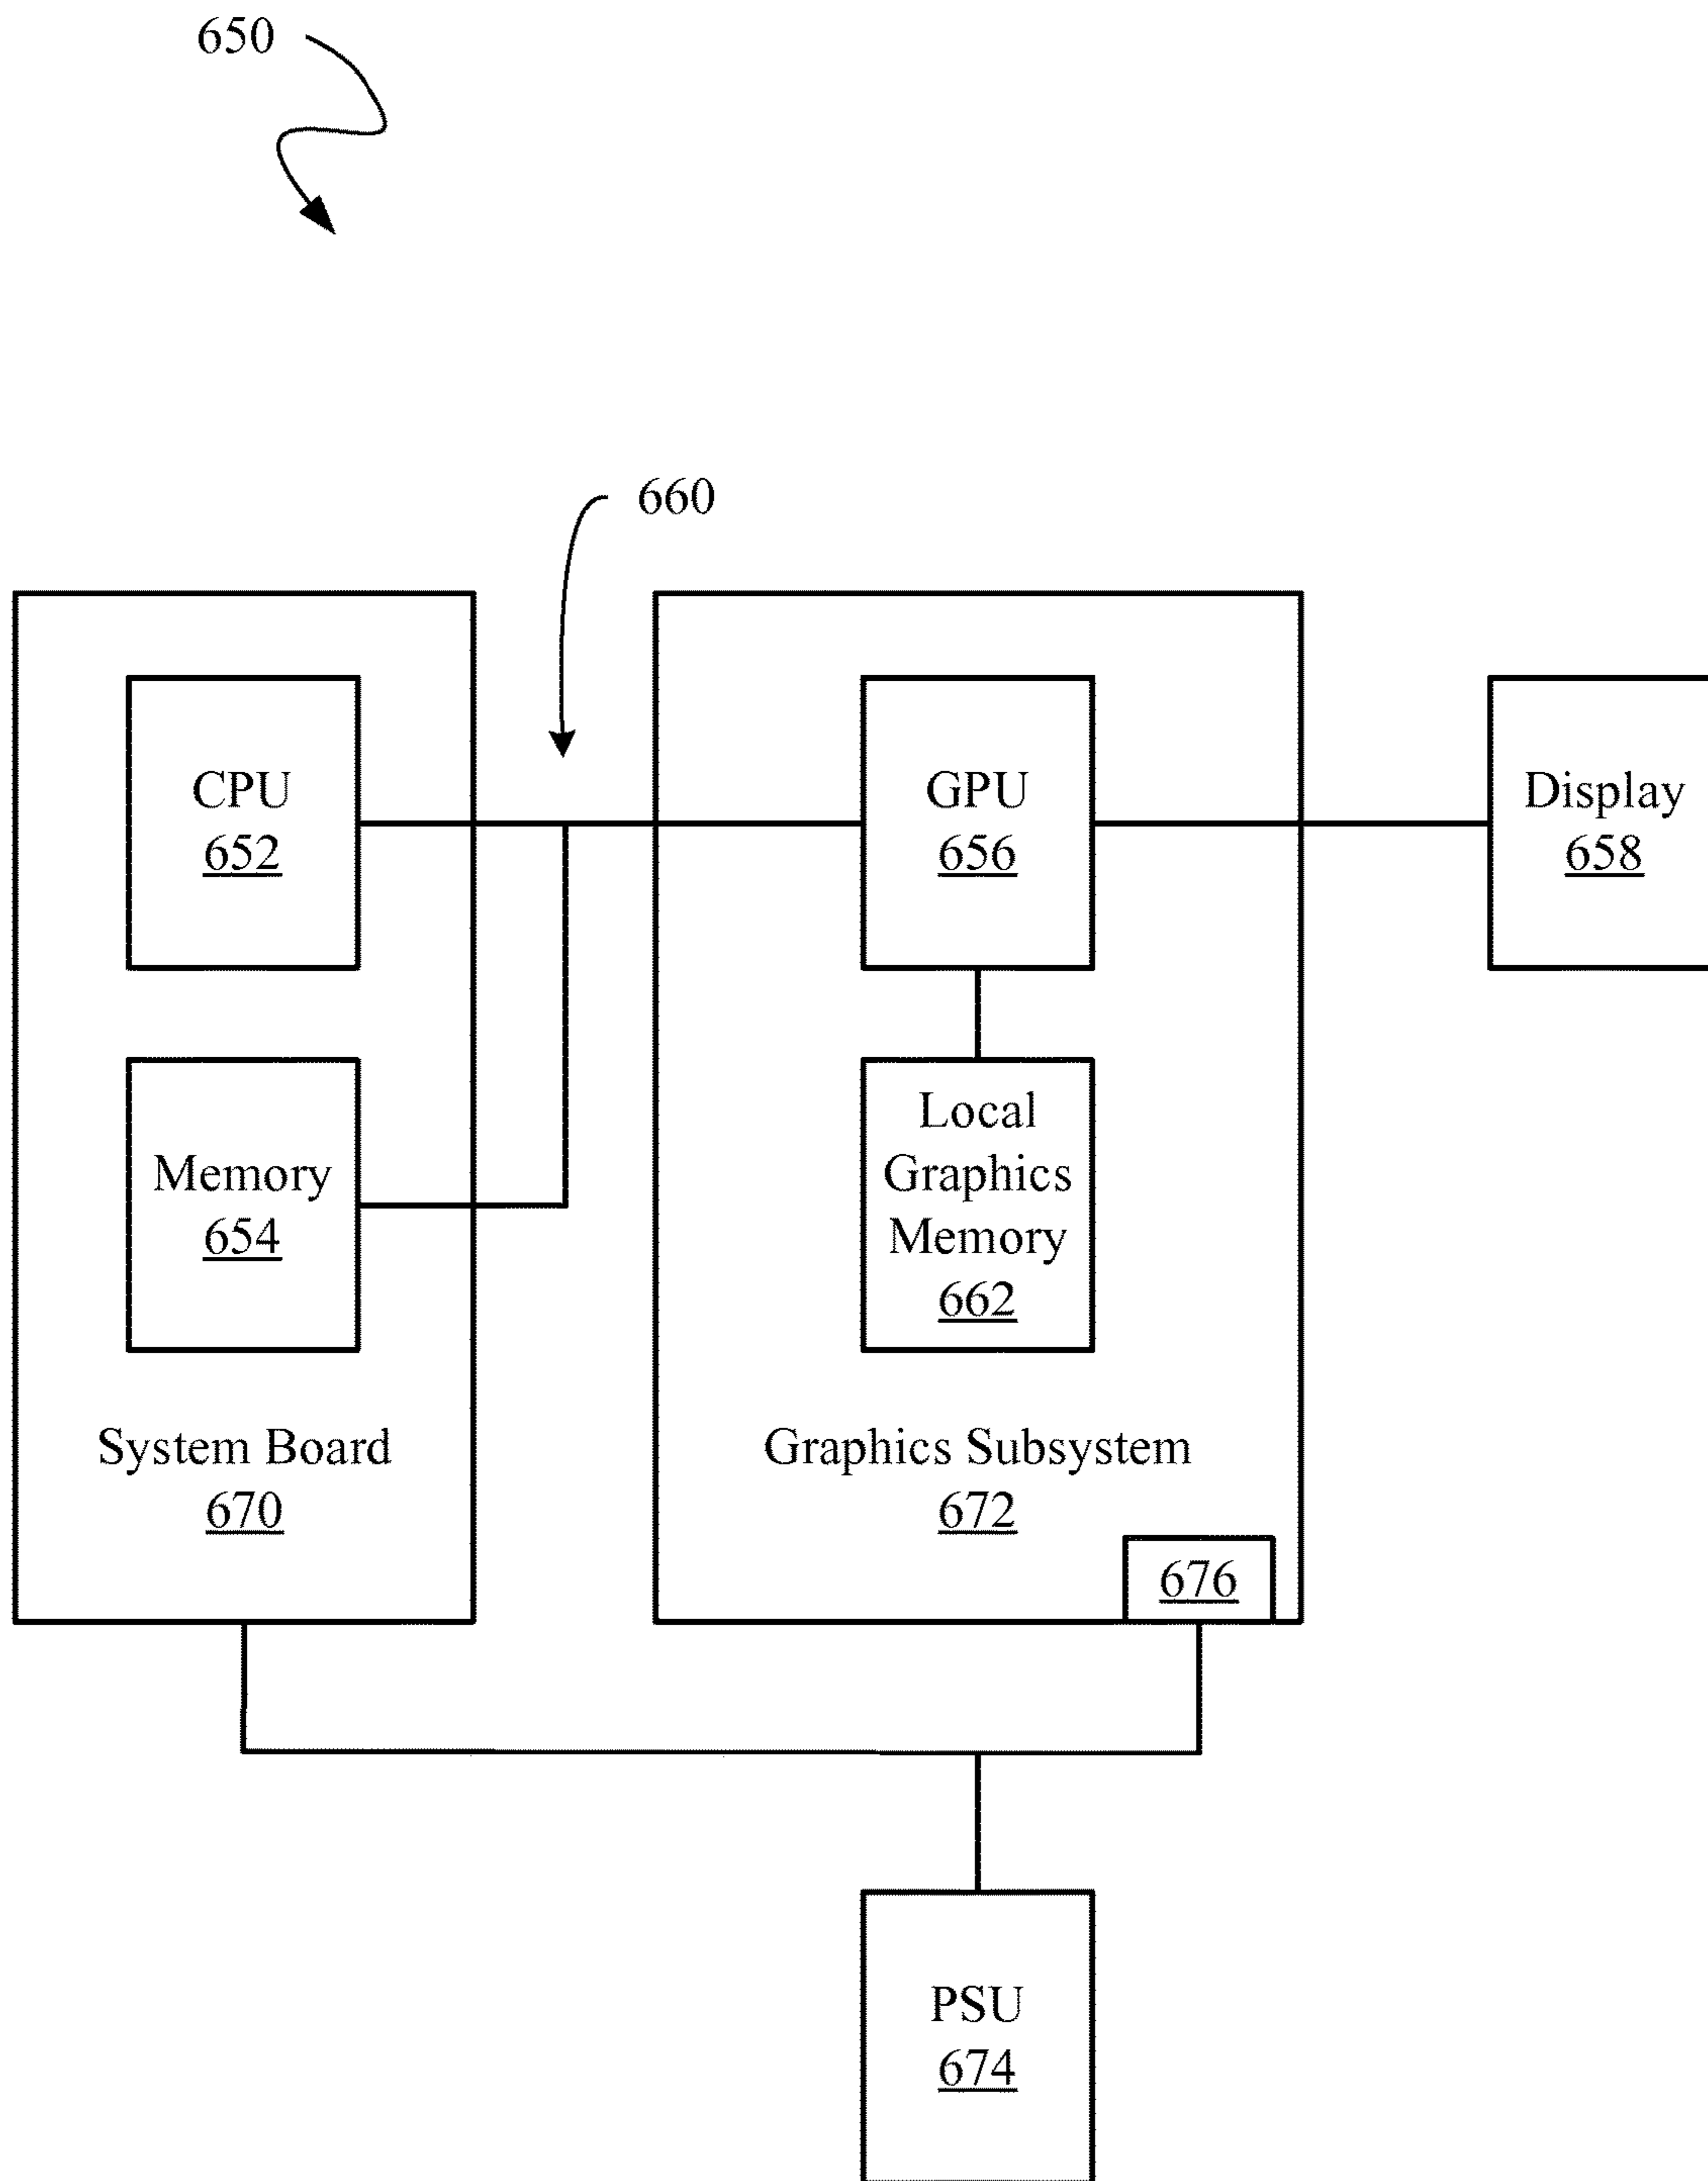 650
660
CPU
652
GPU
656
Display
658
Memory
654
Local
Graphics
Memory
662
System Board
670
Graphics Subsystem
672
676
PSU
674